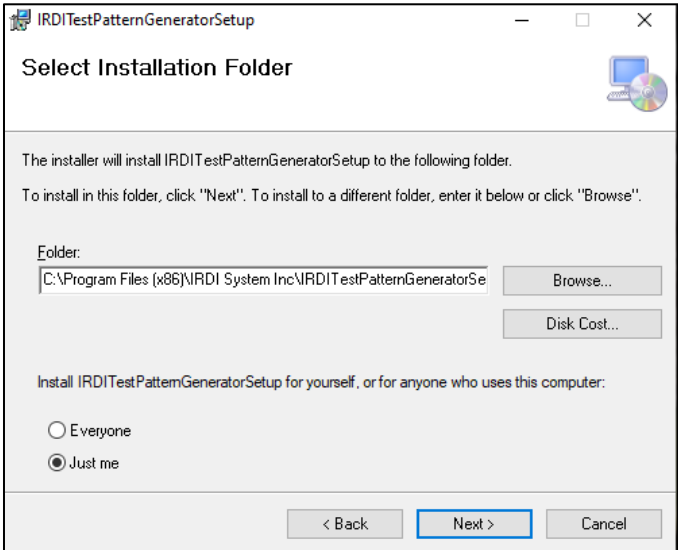 IRDITestPatternGeneratorSetup
Select Installation Folder
The installer will install IRDITestPatternGeneratorSetup to the following folder.
To install in this folder, click "Next". To install to a different folder, enter it below or click "Browse".
Folder:
C:\Program Files (x86)\IRDI System Inc\IRDITestPatternGeneratorSe
Browse...
Disk Cost...
Install IRDITestPatternGeneratorSetup for yourself, or for anyone who uses this computer:
Everyone
Just me
< Back
Next >
Cancel